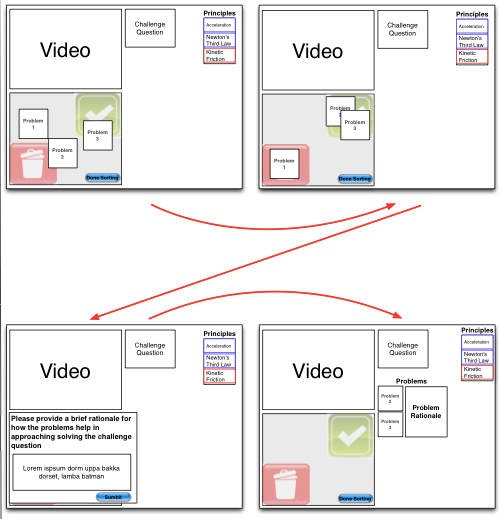 Video
Challenge
Question
Principles
Acceleration
Newton's
Third Law
Kinetic
Friction
Problem
1
Problem
2
Problem
3
Done Sorting
Video
Challenge
Question
Principles
Acceleration
Newton's
Third Law
Kinetic
Friction
Problem
Problem
3
Problem
1
Done Sorting
Video
Challenge
Question
Principles
Acceleration
Newton's
Third Law
Kinetic
Friction
Please provide a brief rationale for
how the problems help in
approaching solving the challenge
question
Lorem ispsum dorm uppa bakka
dorset, lamba batman
Sumbit
Video
Challenge
Question
Principles
Acceleration
Newton's
Third Law
Kinetic
Friction
Problems
Problem
2
Problem
3
Problem
Rationale
Done Sorting